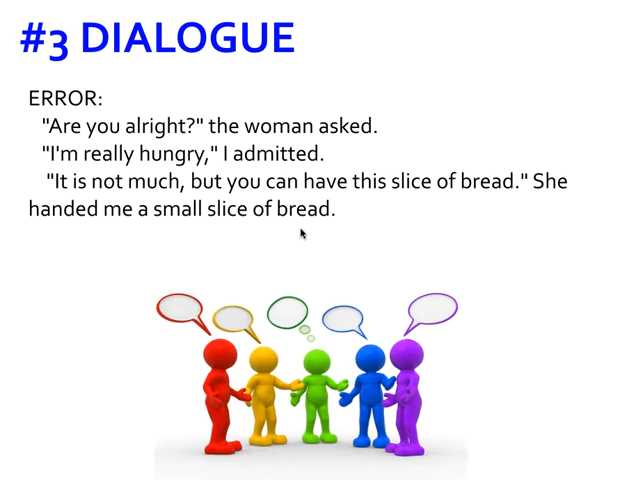 #3 DIALOGUE
ERROR:
"Are you alright?" the woman asked.
"I'm really hungry," I admitted.
"It is not much, but you can have this slice of bread." She
handed me a small slice of bread.